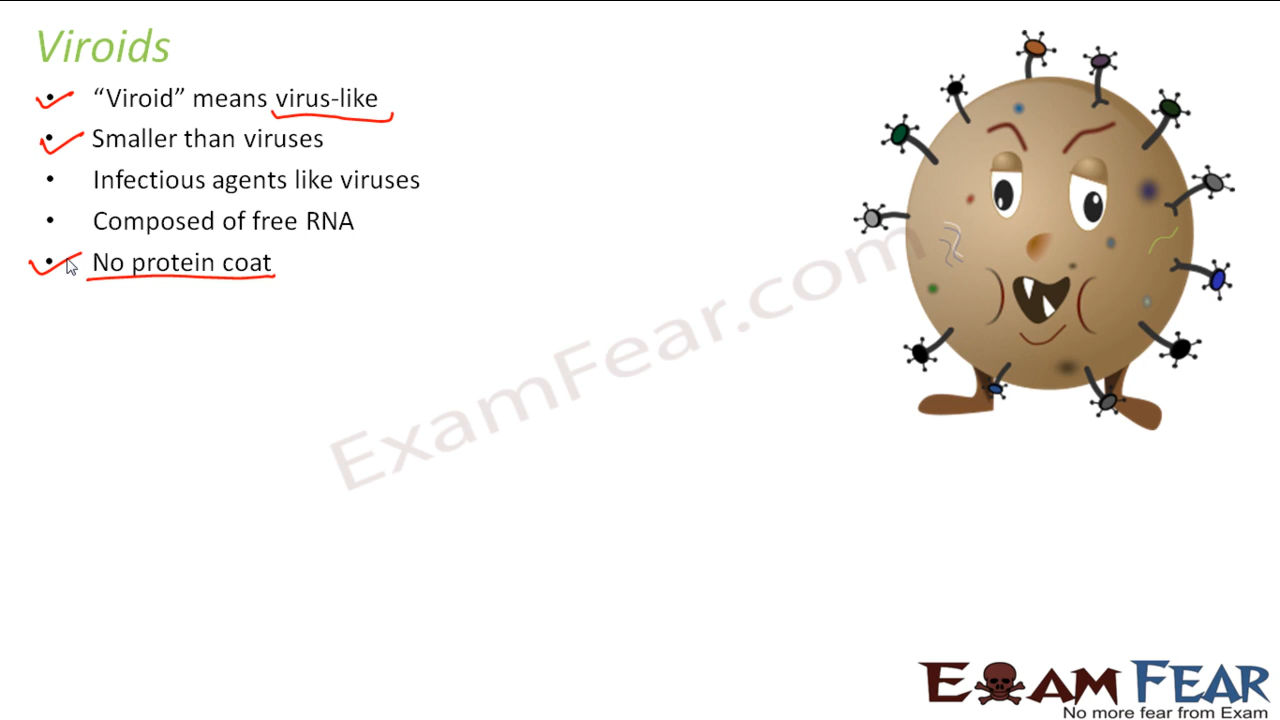 Viroids
• “Viroid” means virus-like
• Smaller than viruses
• Infectious agents like viruses
• Composed of free RNA
• No protein coat
ExamFear.com
EXAM FEAR
No more fear from Exam